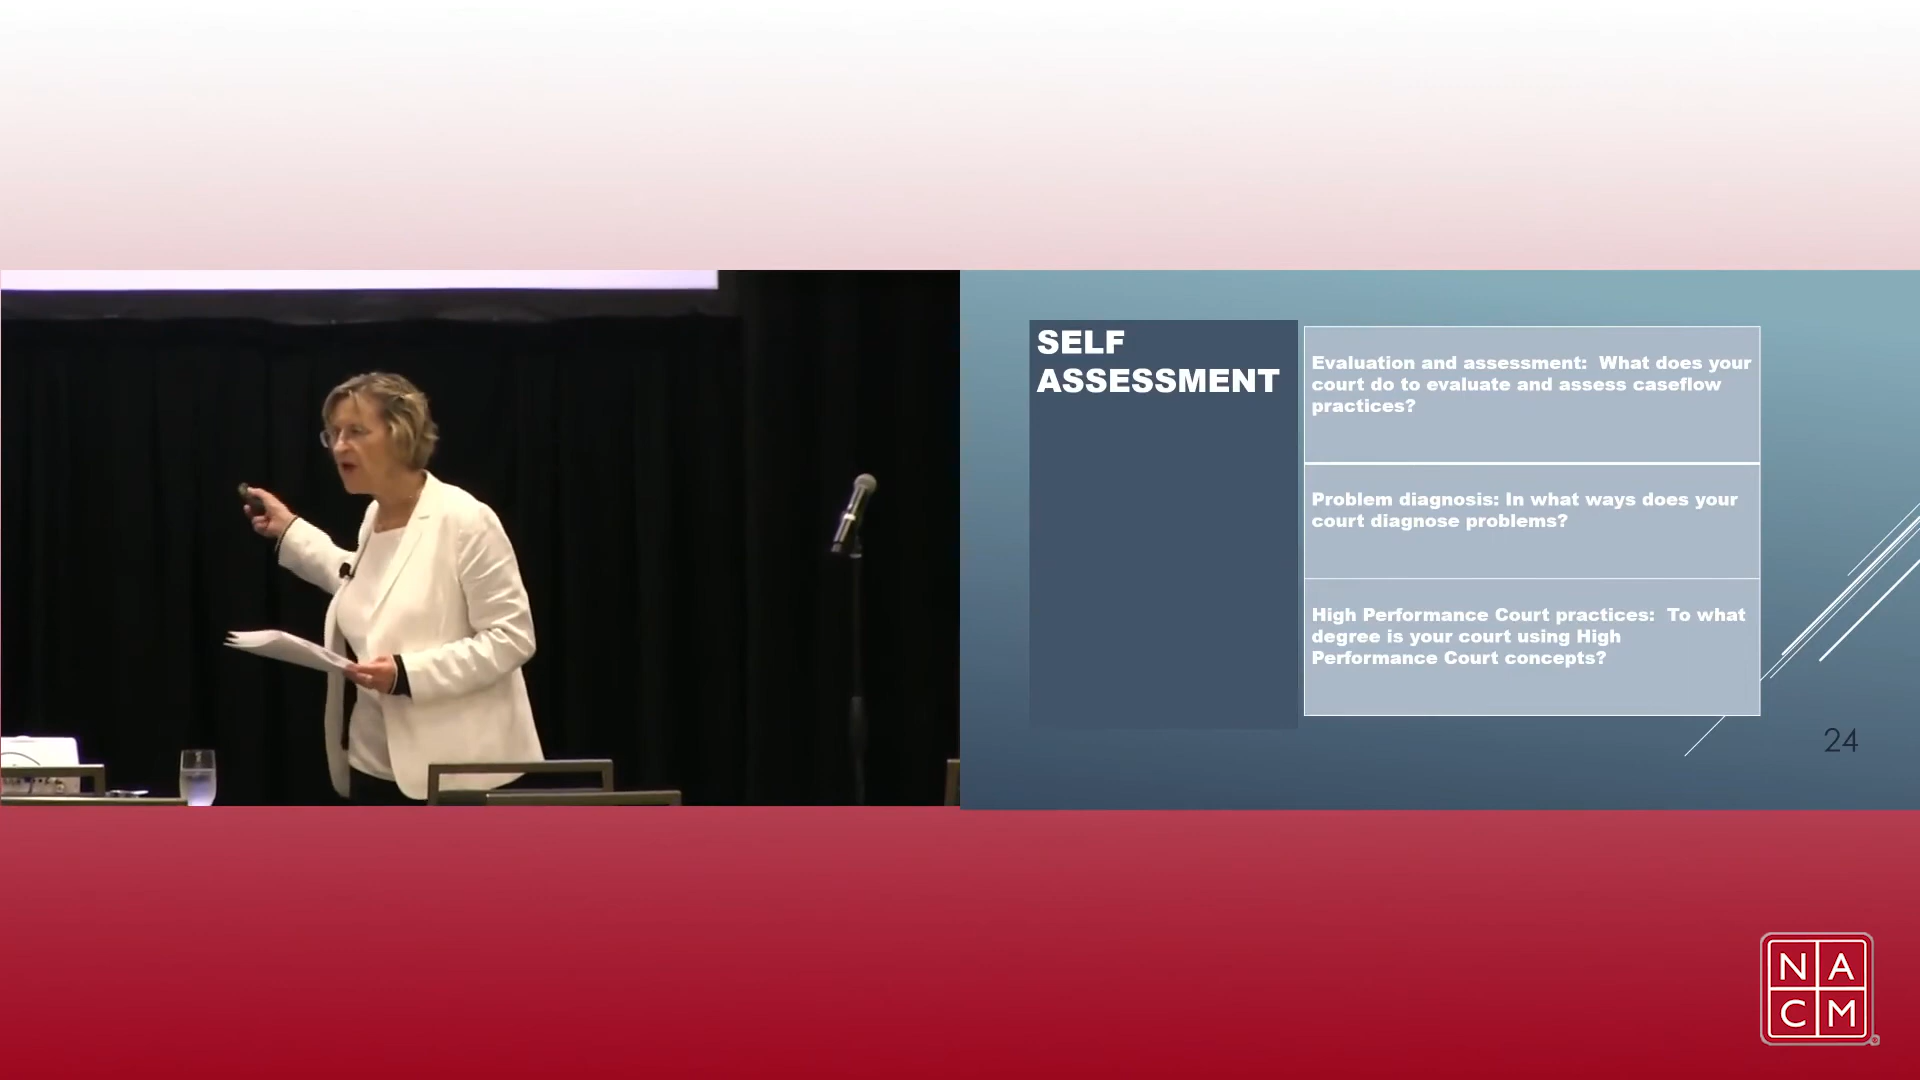 SELF
ASSESSMENT
Evaluation and assessment:  What does your
court do to evaluate and assess caseflow
practices?
Problem diagnosis: In what ways does your
court diagnose problems?
High Performance Court practices:  To what
degree is your court using High
Performance Court concepts?
24
N A
C M
®